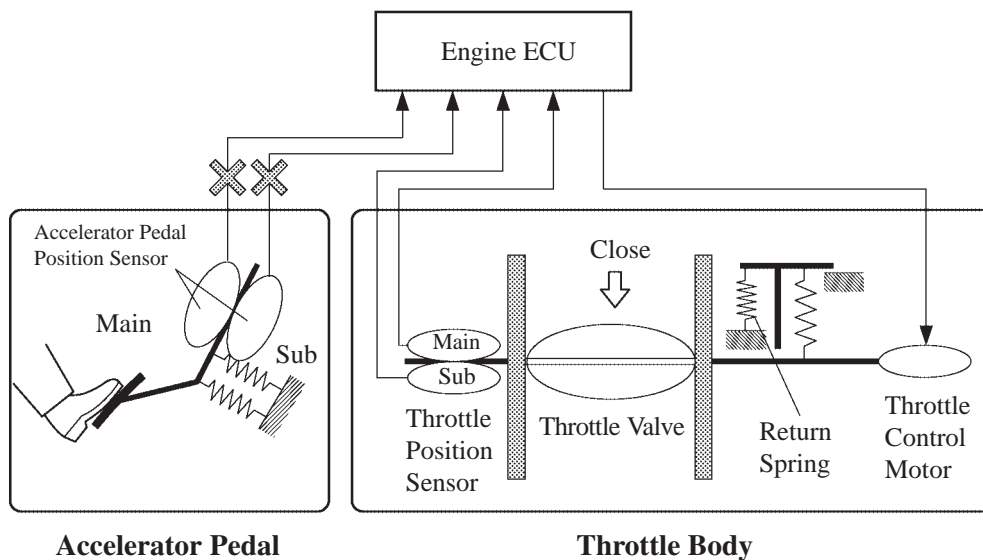 Engine ECU
Accelerator Pedal
Position Sensor
Main
Sub
Close
Main
Sub
Throttle
Position
Sensor
Throttle Valve
Return
Spring
Throttle
Control
Motor
Accelerator Pedal
Throttle Body